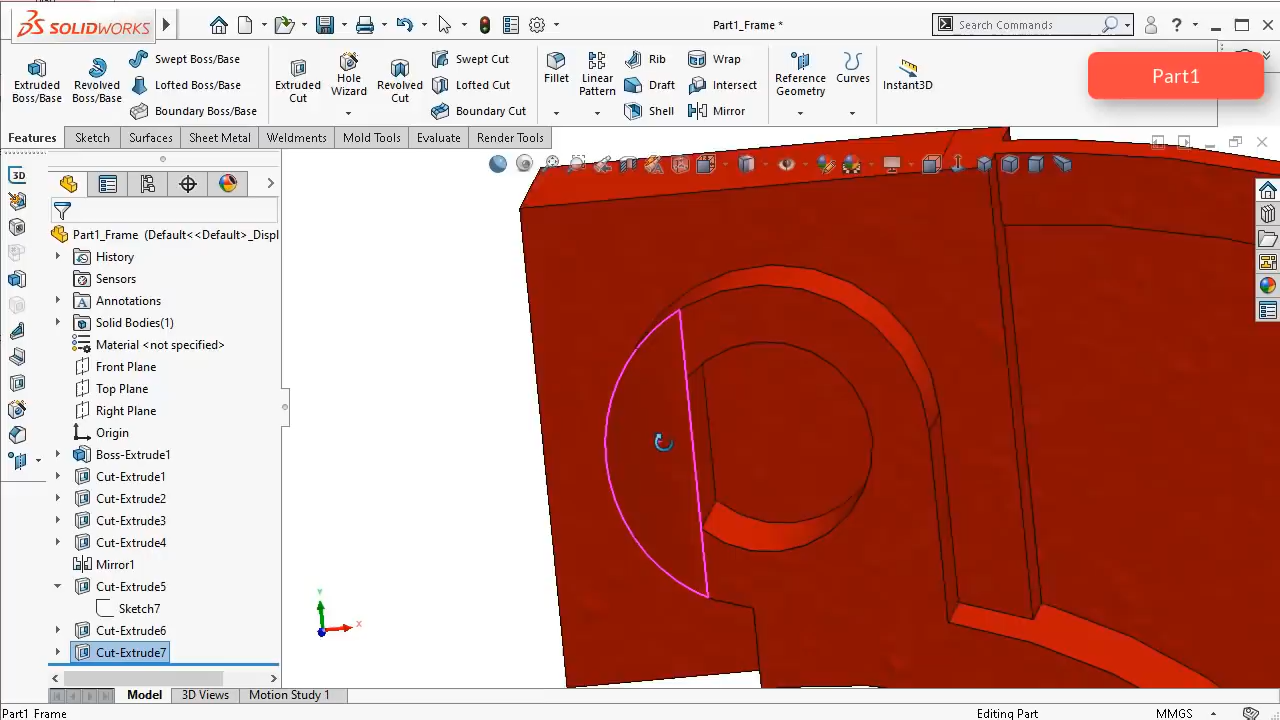 SOLIDWORKS
Part1_Frame *
Search Commands
?
Extruded Boss/Base
Revolved Boss/Base
Swept Boss/Base
Lofted Boss/Base
Boundary Boss/Base
Extruded Cut
Hole Wizard
Revolved Cut
Swept Cut
Lofted Cut
Boundary Cut
Fillet
Linear Pattern
Rib
Draft
Shell
Wrap
Intersect
Mirror
Reference Geometry
Curves
Instant3D
Part1
Features
Sketch
Surfaces
Sheet Metal
Weldments
Mold Tools
Evaluate
Render Tools
3D
Part1_Frame (Default<<Default>_Displ
History
Sensors
Annotations
Solid Bodies(1)
Material <not specified>
Front Plane
Top Plane
Right Plane
Origin
Boss-Extrude1
Cut-Extrude1
Cut-Extrude2
Cut-Extrude3
Cut-Extrude4
Mirror1
Cut-Extrude5
Sketch7
Cut-Extrude6
Cut-Extrude7
Y
X
Model
3D Views
Motion Study 1
Part1 Frame
Editing Part
MMGS